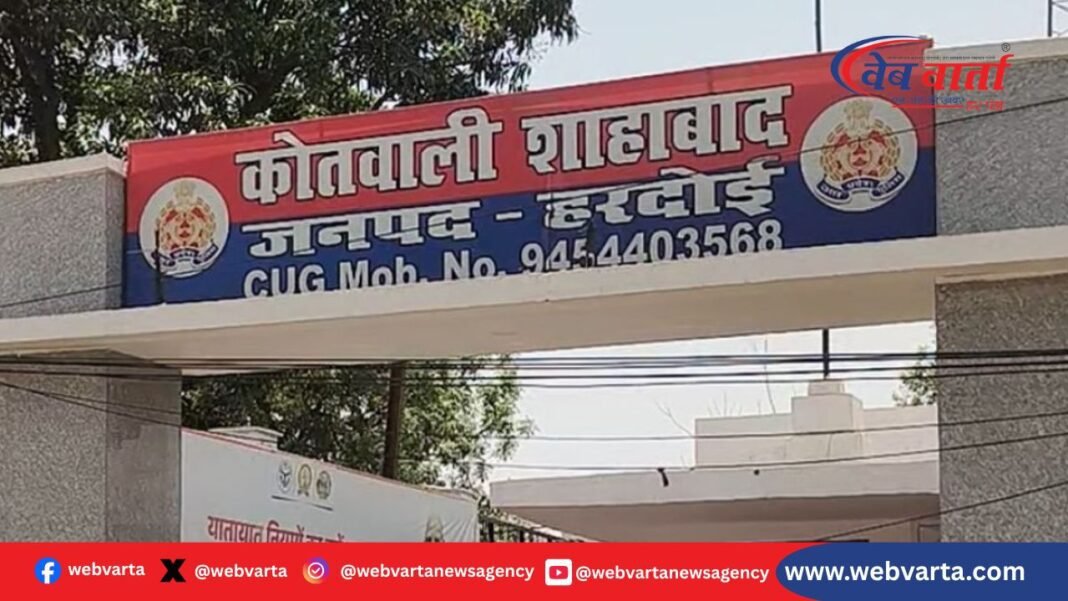 वेब वार्ता
®
कोतवाली शाहाबाद
जनपद - हरदोई
CUG Mob. No. 9454403568
यातायात नियमों का
webvarta @webvarta @webvartanewsagency @webvartanewsagency www.webvarta.com